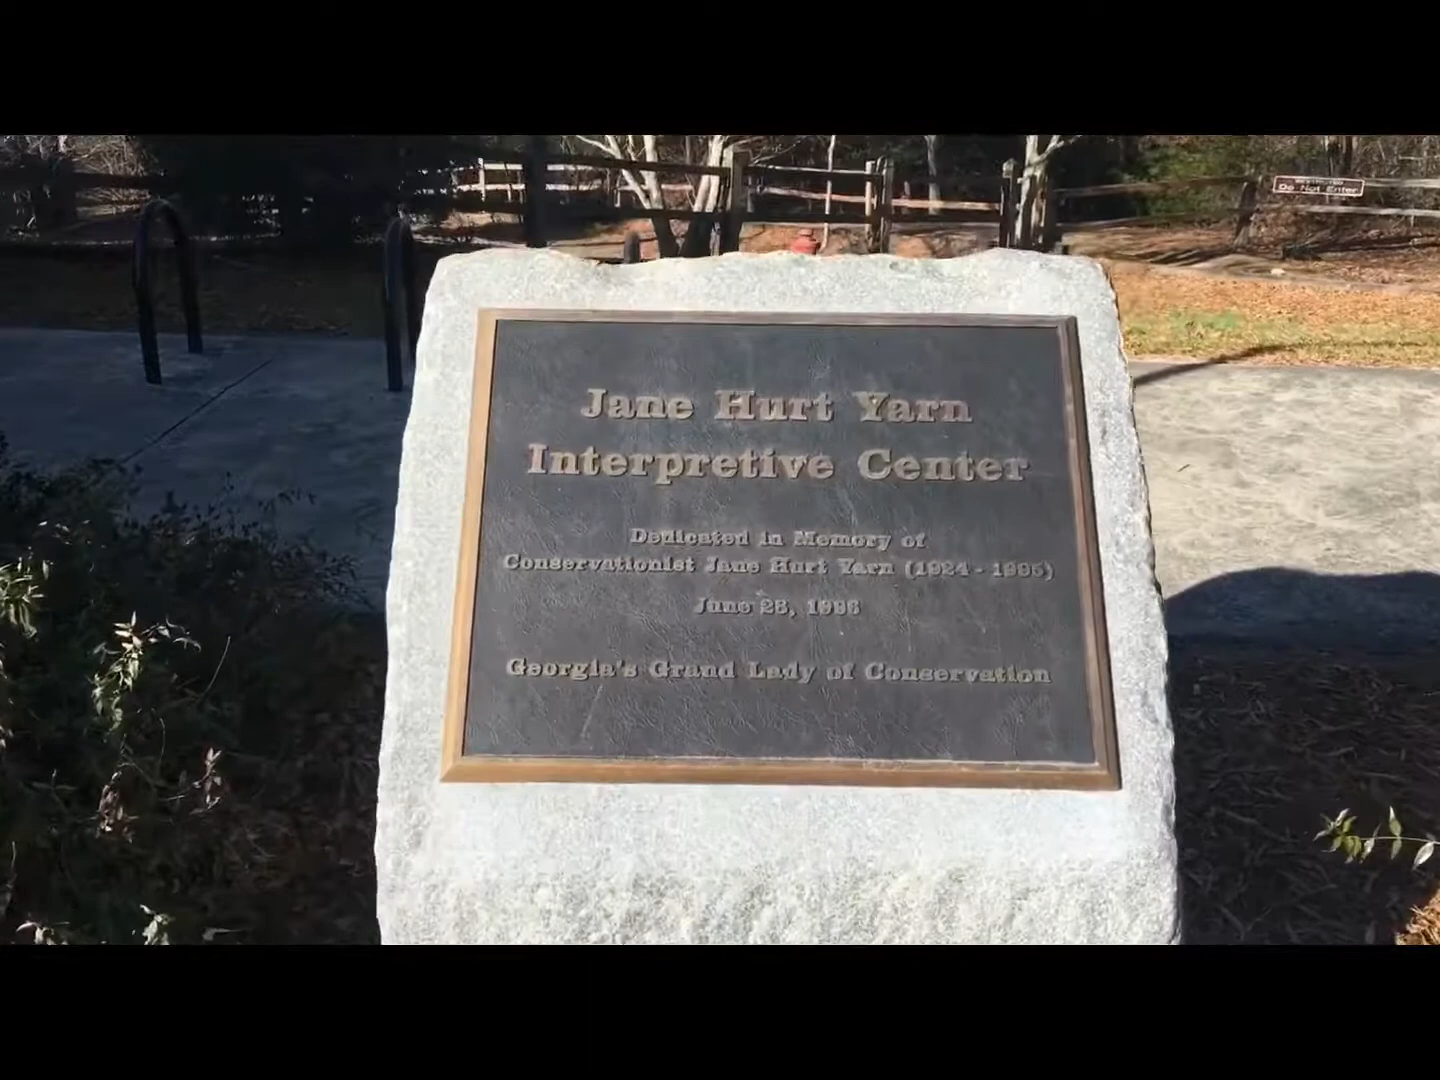 RESTRICTED
Do Not Enter
Jane Hurt Yarn
Interpretive Center
Dedicated in Memory of
Conservationist Jane Hurt Yarn (1924 - 1995)
June 28, 1996
Georgia's Grand Lady of Conservation